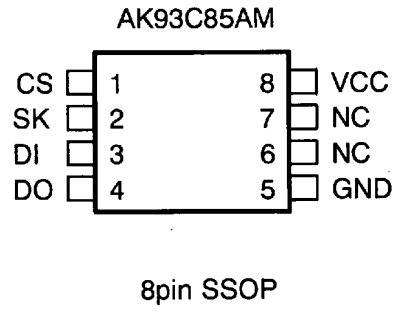 AK93C85AM
CS 1 8 VCC
SK 2 7 NC
DI 3 6 NC
DO 4 5 GND
8pin SSOP